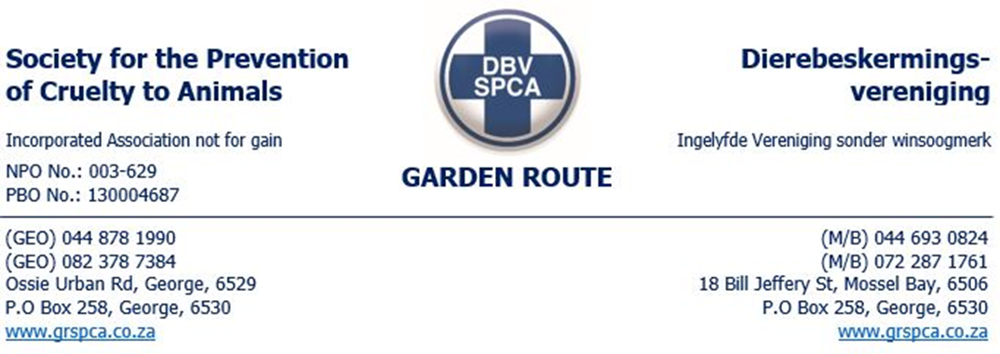 Society for the Prevention
of Cruelty to Animals
Incorporated Association not for gain
NPO No.: 003-629
PBO No.: 130004687
DBV
SPCA
GARDEN ROUTE
Dierebeskermings-
vereniging
Ingelyfde Vereniging sonder winsoogmerk
(GEO) 044 878 1990
(GEO) 082 378 7384
Ossie Urban Rd, George, 6529
P.O Box 258, George, 6530
www.grspca.co.za
(M/B) 044 693 0824
(M/B) 072 287 1761
18 Bill Jeffery St, Mossel Bay, 6506
P.O Box 258, George, 6530
www.grspca.co.za